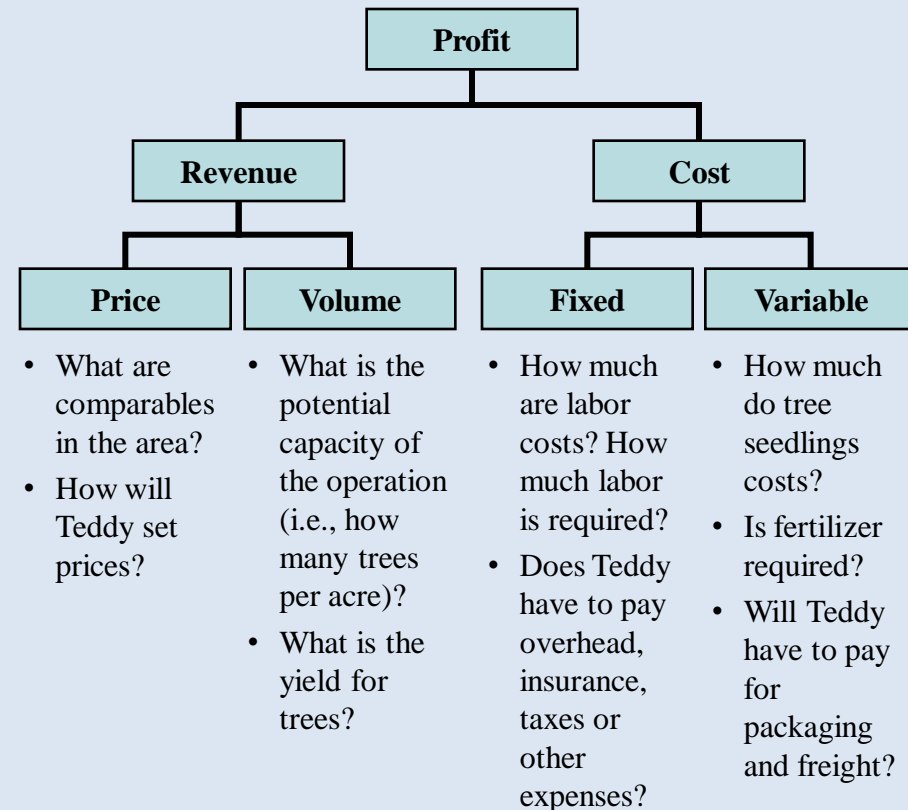 Profit
Revenue
Cost
Price
Volume
Fixed
Variable
• What are
comparables
in the area?
• How will
Teddy set
prices?
• What is the
potential
capacity of
the operation
(i.e., how
many trees
per acre)?
• What is the
yield for
trees?
• How much
are labor
costs? How
much labor
is required?
• Does Teddy
have to pay
overhead,
insurance,
taxes or
other
expenses?
• How much
do tree
seedlings
costs?
• Is fertilizer
required?
• Will Teddy
have to pay
for
packaging
and freight?